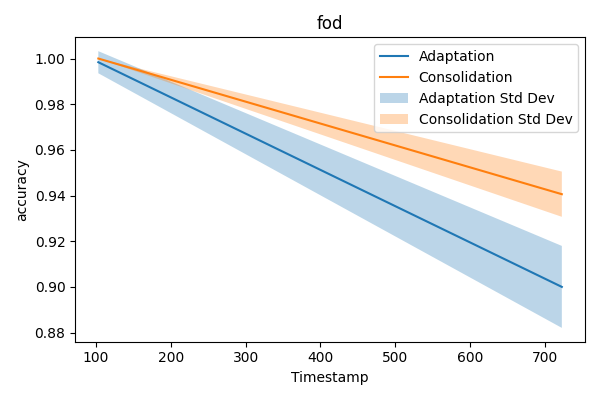 fod
Adaptation
Consolidation
Adaptation Std Dev
Consolidation Std Dev
accuracy
1.00
0.98
0.96
0.94
0.92
0.90
0.88
100 200 300 400 500 600 700
Timestamp